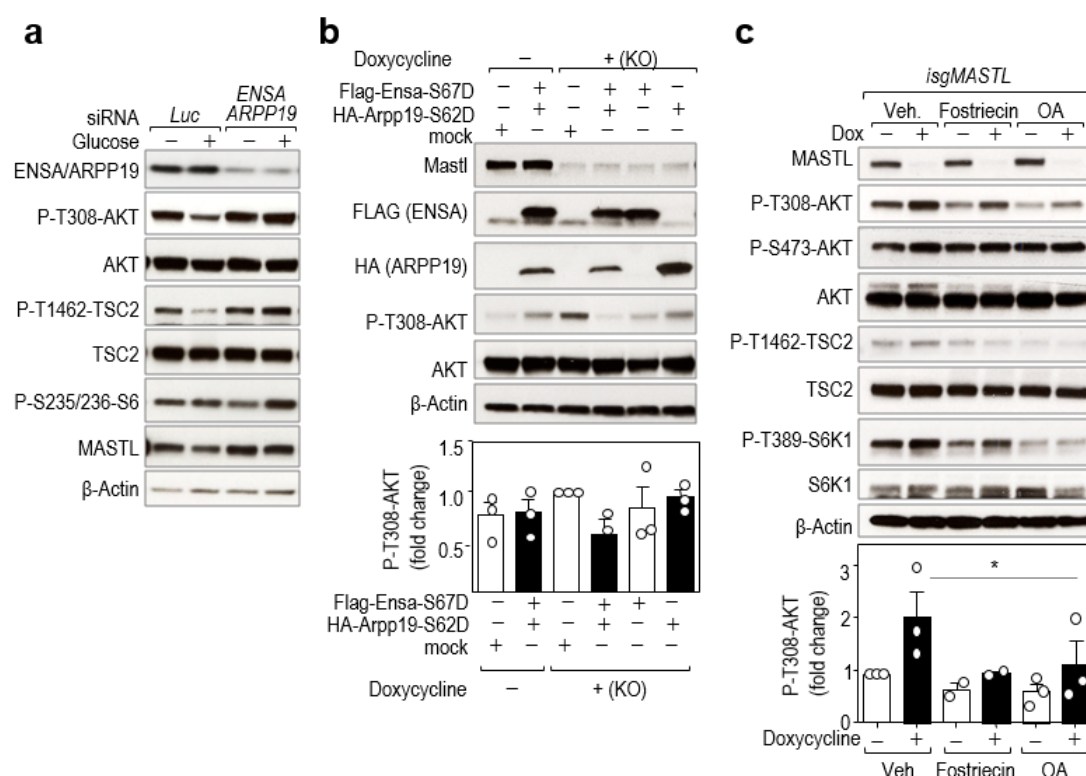 a
siRNA Luc ENSA ARPP19
Glucose − + − +
ENSA/ARPP19
P-T308-AKT
AKT
P-T1462-TSC2
TSC2
P-S235/236-S6
MASTL
β-Actin
b
Doxycycline − + (KO)
Flag-Ensa-S67D − + − + + −
HA-Arpp19-S62D − + − + − +
mock + − + − − −
Mastl
FLAG (ENSA)
HA (ARPP19)
P-T308-AKT
AKT
β-Actin
1.5
1.0
0.5
P-T308-AKT
(fold change)
Flag-Ensa-S67D − + − + + −
HA-Arpp19-S62D − + − + − +
mock + − + − − −
Doxycycline − + (KO)
c
isgMASTL
Veh. Fostriecin OA
Dox − + − + − +
MASTL
P-T308-AKT
P-S473-AKT
AKT
P-T1462-TSC2
TSC2
P-T389-S6K1
S6K1
β-Actin
3
2
1
0
P-T308-AKT
(fold change)
*
Doxycycline − + − + − +
Veh Fostriecin OA